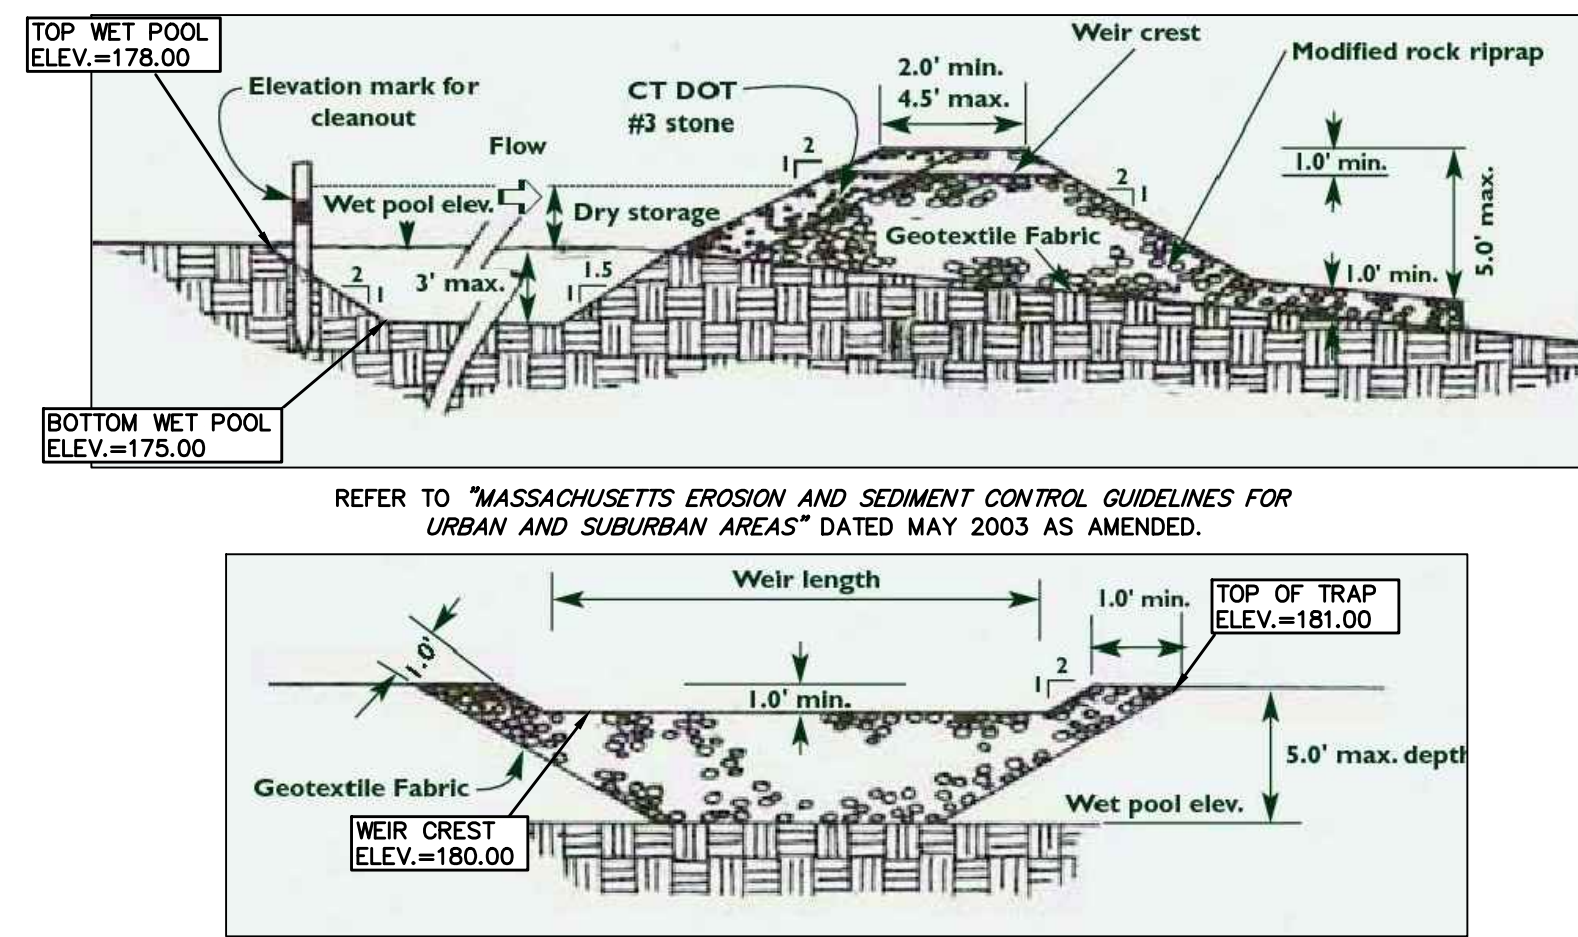 TOP WET POOL
ELEV.=178.00
Elevation mark for
cleanout
Flow
Wet pool elev.
CT DOT
#3 stone
Dry storage
2.0' min.
4.5' max.
Weir crest
Modified rock riprap
1.0' min.
5.0' max.
1
2
2
1
Geotextile Fabric
1.0' min.
2
1
3' max.
1.5
1
BOTTOM WET POOL
ELEV.=175.00
REFER TO "MASSACHUSETTS EROSION AND SEDIMENT CONTROL GUIDELINES FOR
URBAN AND SUBURBAN AREAS" DATED MAY 2003 AS AMENDED.
Weir length
1.0' min.
TOP OF TRAP
ELEV.=181.00
1.0'
1.0' min.
2
1
5.0' max. depth
Geotextile Fabric
Wet pool elev.
WEIR CREST
ELEV.=180.00